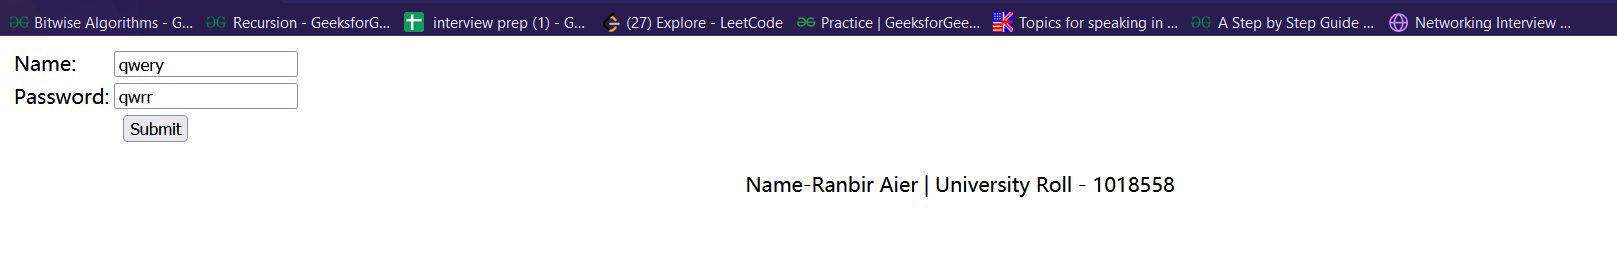 Bitwise Algorithms - G... Recursion - GeeksforG... interview prep (1) - G... (27) Explore - LeetCode Practice | GeeksforGee... Topics for speaking in ... A Step by Step Guide ... Networking Interview ...
Name: qwery
Password: qwrr
Submit
Name-Ranbir Aier | University Roll - 1018558